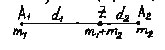 A₁ d₁ Z d₂ A₂
m₁ m₁+m₂ m₂